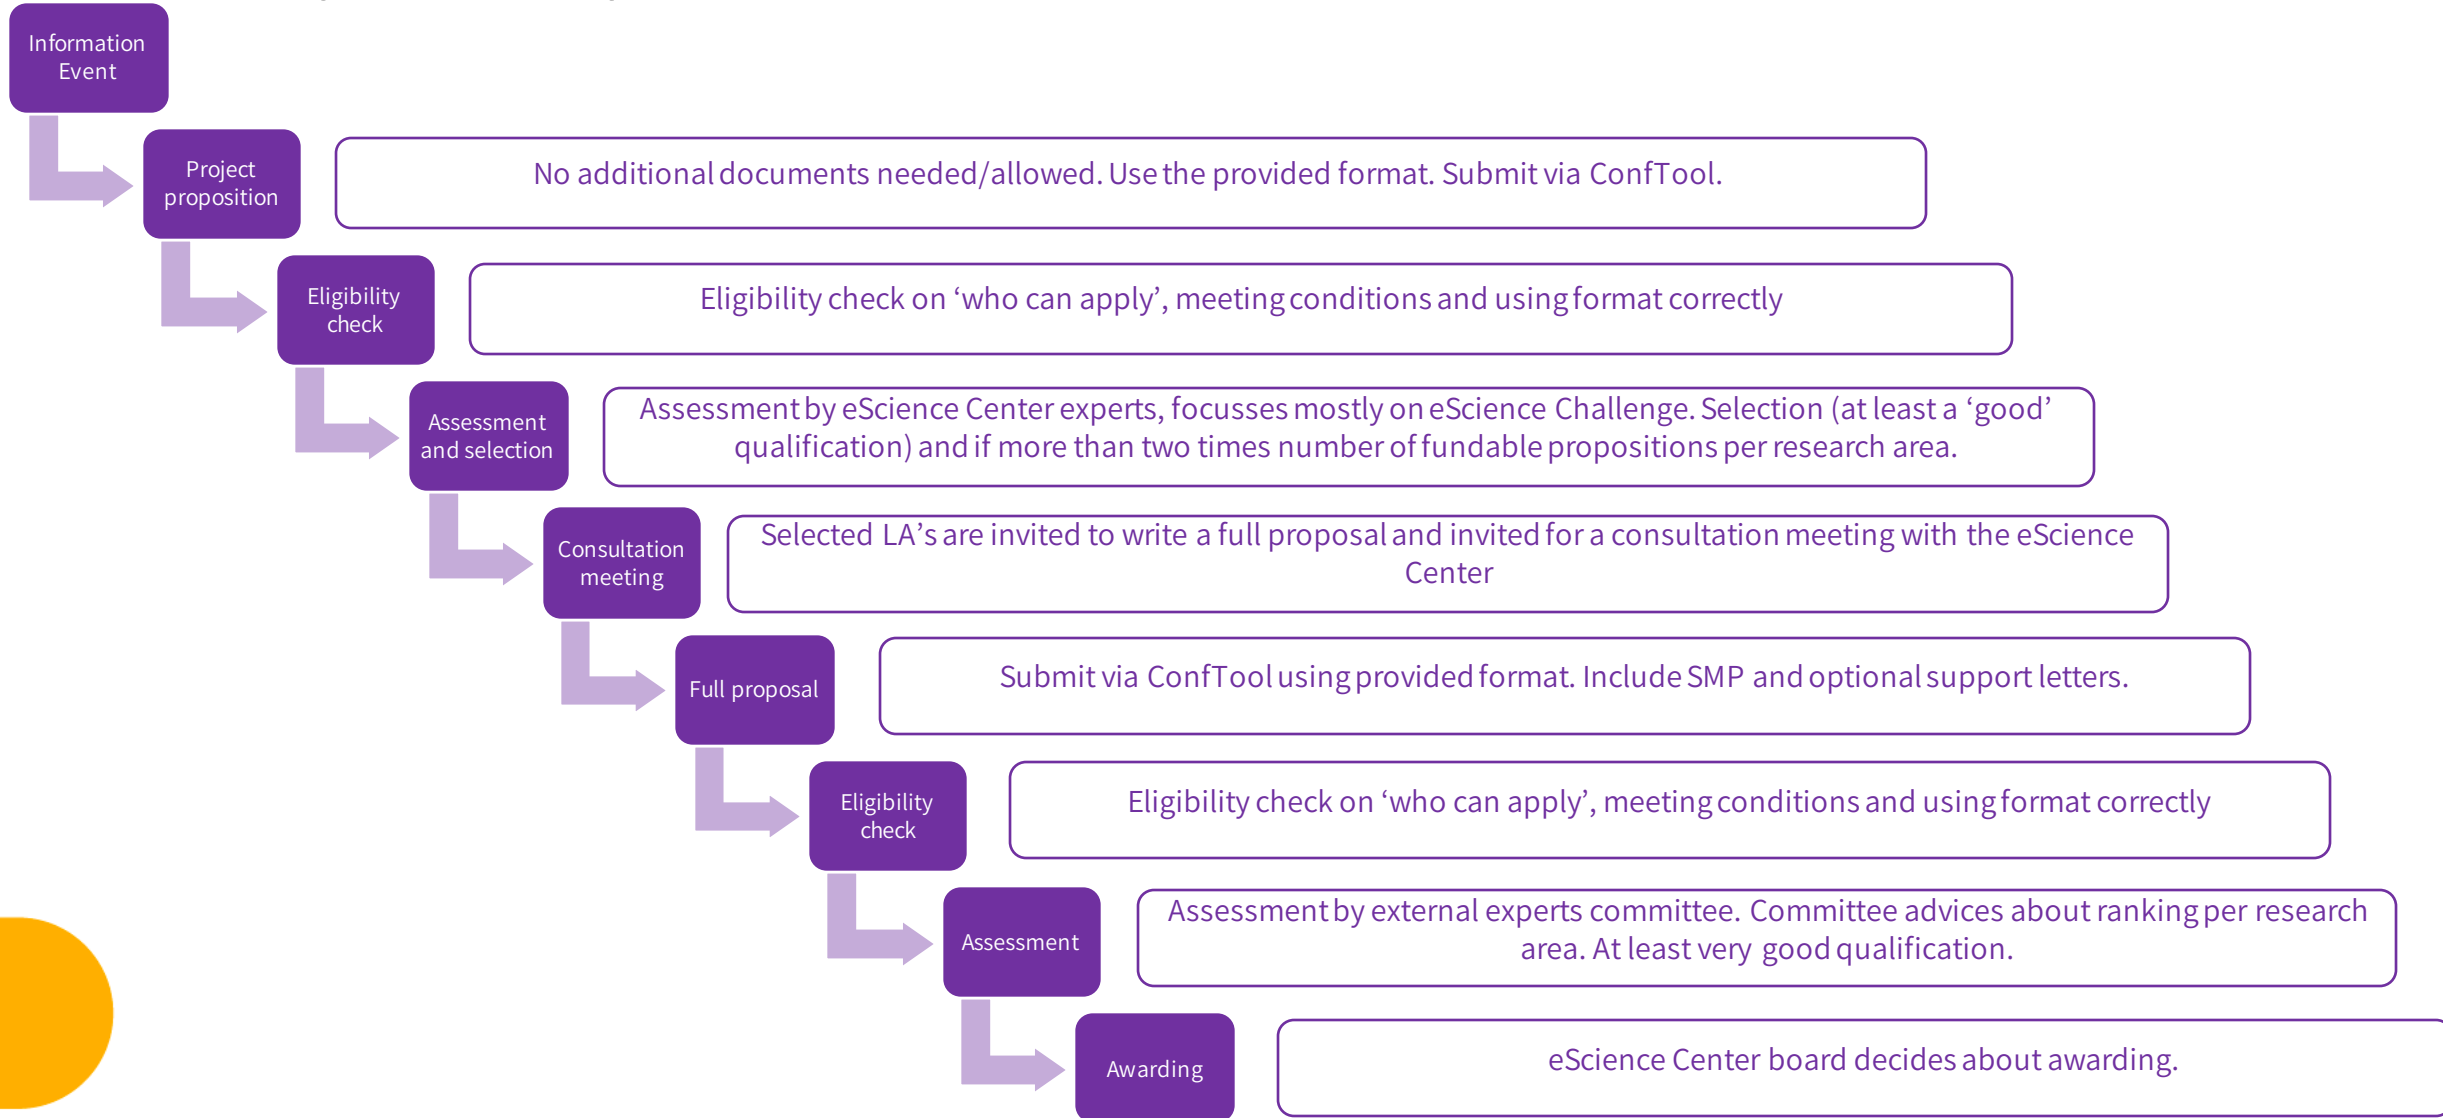 Information
Event
Project
proposition
No additional documents needed/allowed. Use the provided format. Submit via ConfTool.
Eligibility
check
Eligibility check on ‘who can apply’, meeting conditions and using format correctly
Assessment
and selection
Assessment by eScience Center experts, focusses mostly on eScience Challenge. Selection (at least a ‘good’
qualification) and if more than two times number of fundable propositions per research area.
Consultation
meeting
Selected LA’s are invited to write a full proposal and invited for a consultation meeting with the eScience
Center
Full proposal
Submit via ConfTool using provided format. Include SMP and optional support letters.
Eligibility
check
Eligibility check on ‘who can apply’, meeting conditions and using format correctly
Assessment
Assessment by external experts committee. Committee advices about ranking per research
area. At least very good qualification.
Awarding
eScience Center board decides about awarding.